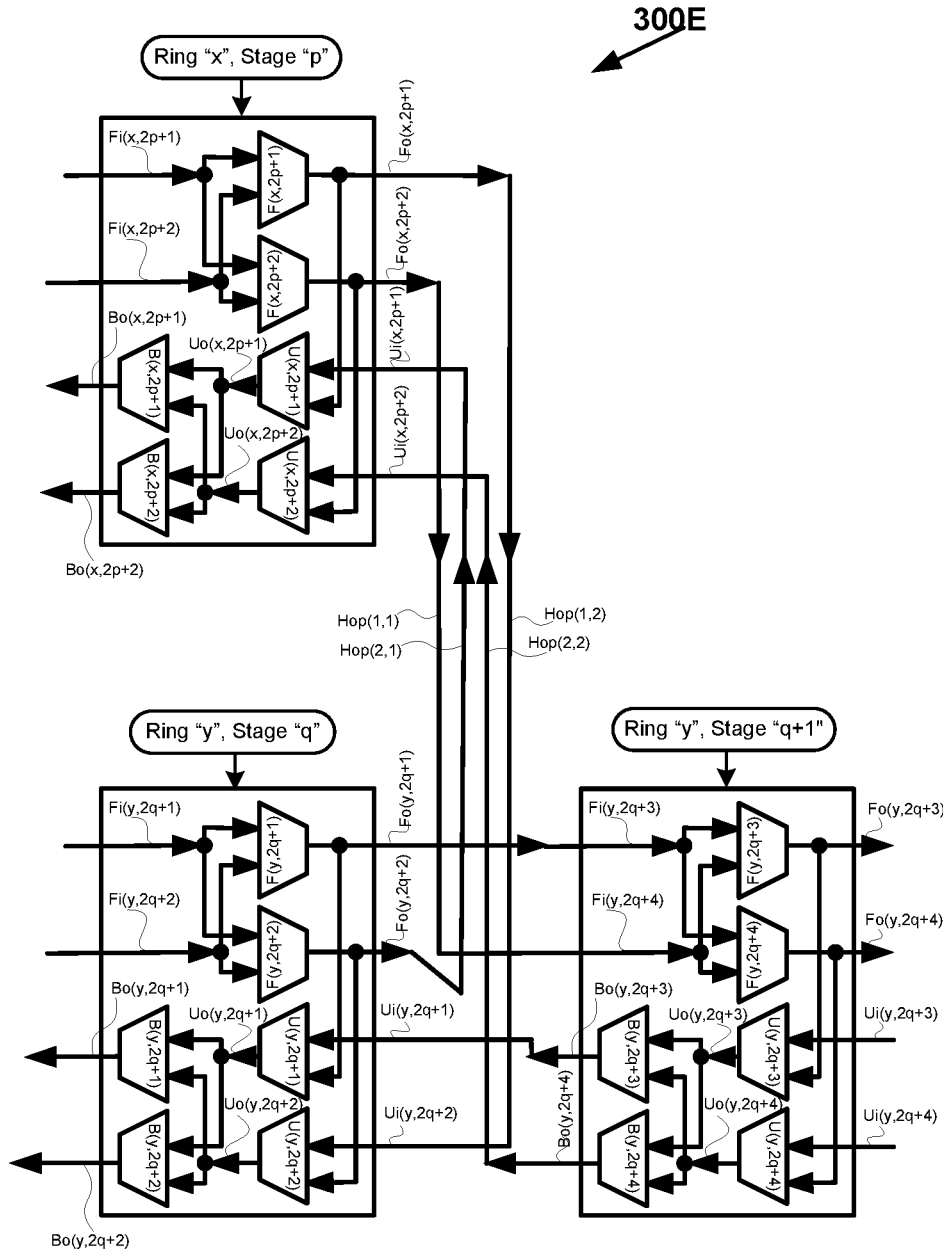 300E
Ring “x”, Stage “p”
Fi(x,2p+1)
F(x,2p+1)
Fo(x,2p+1)
Fi(x,2p+2)
F(x,2p+2)
Fo(x,2p+2)
Bo(x,2p+1)
B(x,2p+1)
Uo(x,2p+1)
U(x,2p+1)
Ui(x,2p+1)
B(x,2p+2)
Uo(x,2p+2)
U(x,2p+2)
Ui(x,2p+2)
Bo(x,2p+2)
Hop(1,1)
Hop(1,2)
Hop(2,1)
Hop(2,2)
Ring “y”, Stage “q”
Fi(y,2q+1)
F(y,2q+1)
Fo(y,2q+1)
Fi(y,2q+2)
F(y,2q+2)
Fo(y,2q+2)
Bo(y,2q+1)
B(y,2q+1)
Uo(y,2q+1)
U(y,2q+1)
Ui(y,2q+1)
B(y,2q+2)
Uo(y,2q+2)
U(y,2q+2)
Ui(y,2q+2)
Bo(y,2q+2)
Ring “y”, Stage “q+1"
Fi(y,2q+3)
F(y,2q+3)
Fo(y,2q+3)
Fi(y,2q+4)
F(y,2q+4)
Fo(y,2q+4)
Bo(y,2q+3)
B(y,2q+3)
Uo(y,2q+3)
U(y,2q+3)
Ui(y,2q+3)
Bo(y,2q+4)
B(y,2q+4)
Uo(y,2q+4)
U(y,2q+4)
Ui(y,2q+4)